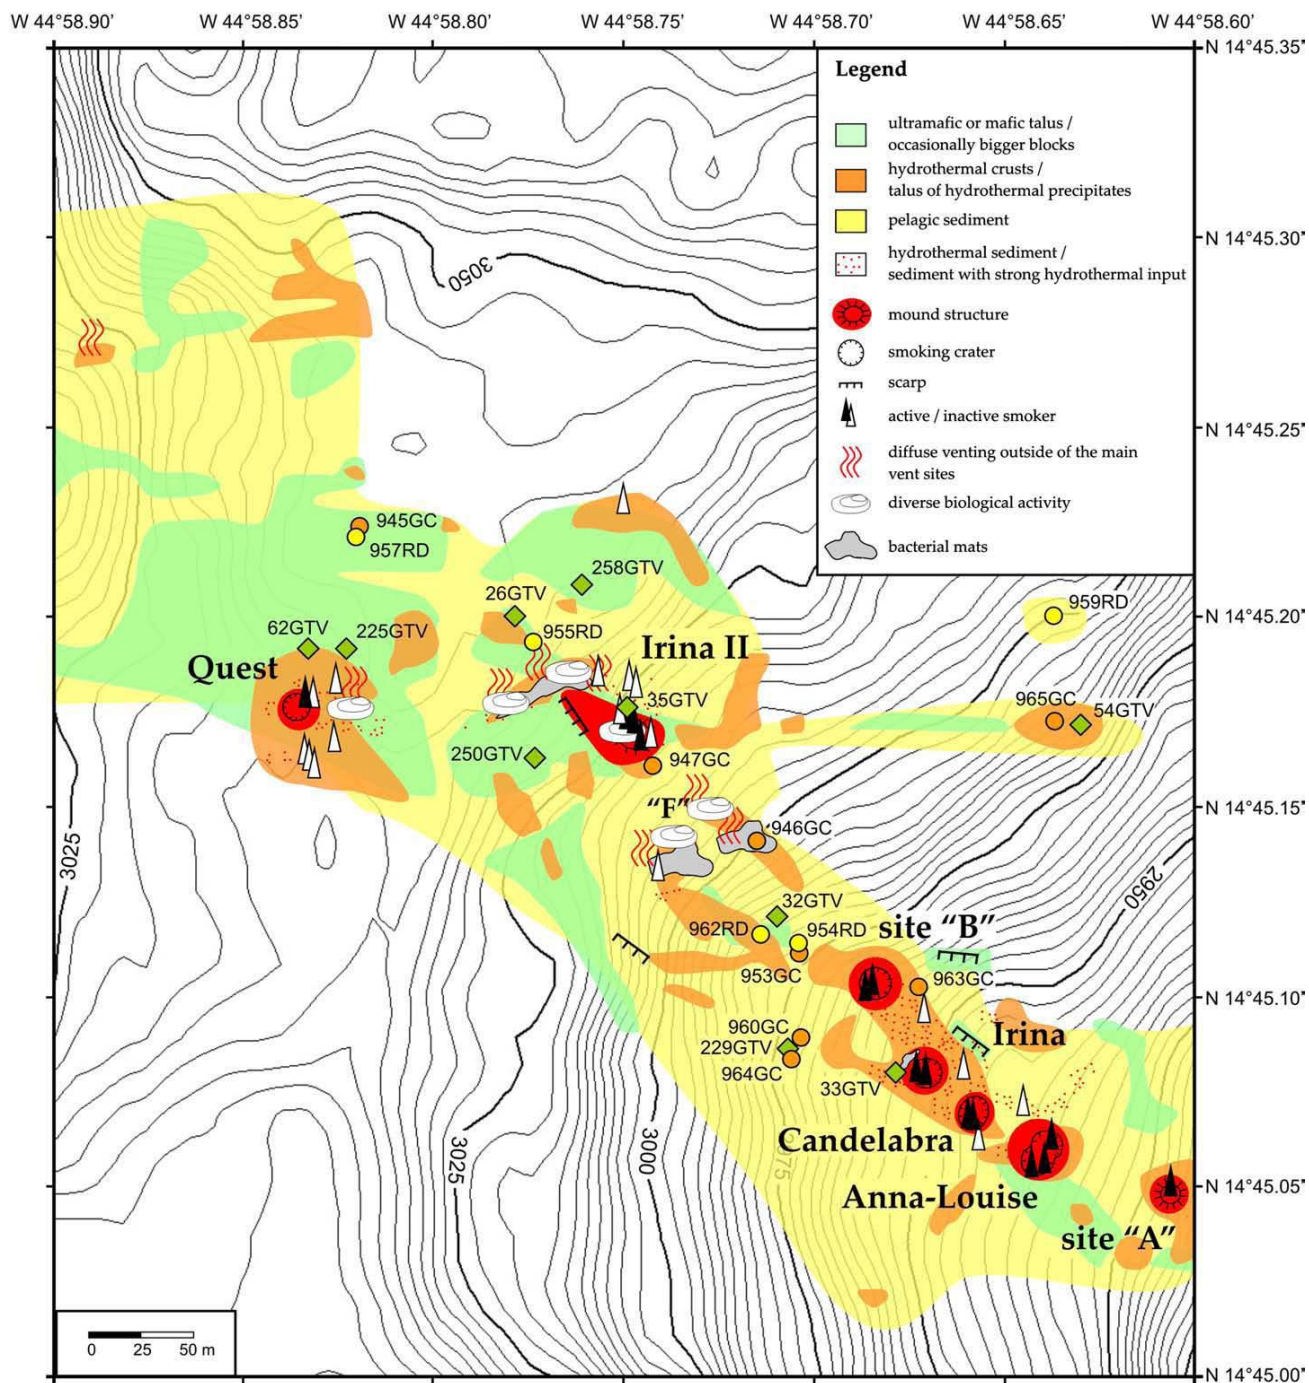 W 44°58.90' W 44°58.85' W 44°58.80' W 44°58.75' W 44°58.70' W 44°58.65' W 44°58.60'
N 14°45.35'
Legend
ultramafic or mafic talus /
occasionally bigger blocks
hydrothermal crusts /
talus of hydrothermal precipitates
pelagic sediment
N 14°45.30'
hydrothermal sediment /
sediment with strong hydrothermal input
3050
mound structure
smoking crater
scarp
active / inactive smoker
N 14°45.25'
diffuse venting outside of the main
vent sites
diverse biological activity
bacterial mats
945GC
957RD
258GTV
26GTV
959RD
N 14°45.20'
62GTV
225GTV
955RD
Irina II
Quest
35GTV
965GC
54GTV
250GTV
947GC
"F"
N 14°45.15'
946GC
3025
2950
32GTV
962RD
954RD
site "B"
953GC
963GC
N 14°45.10'
960GC
229GTV
964GC
Irina
33GTV
3025
3000
Candelabra
Anna-Louise
N 14°45.05'
site "A"
0 25 50 m
N 14°45.00'